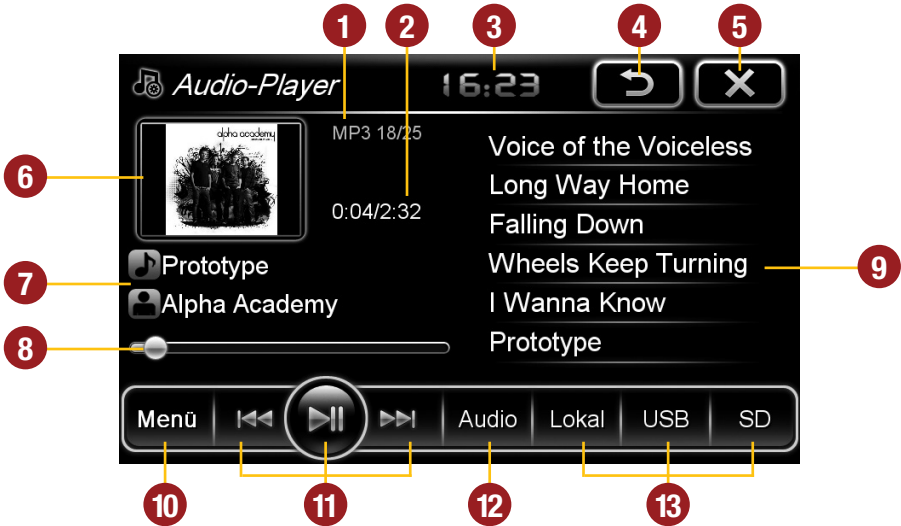 1 2 3 4 5
Audio-Player 16:23
alpha academy
MP3 18/25
0:04/2:32
6
Prototype
Alpha Academy
7
8
Voice of the Voiceless
Long Way Home
Falling Down
Wheels Keep Turning
I Wanna Know
Prototype
9
Menü Audio Lokal USB SD
10 11 12 13